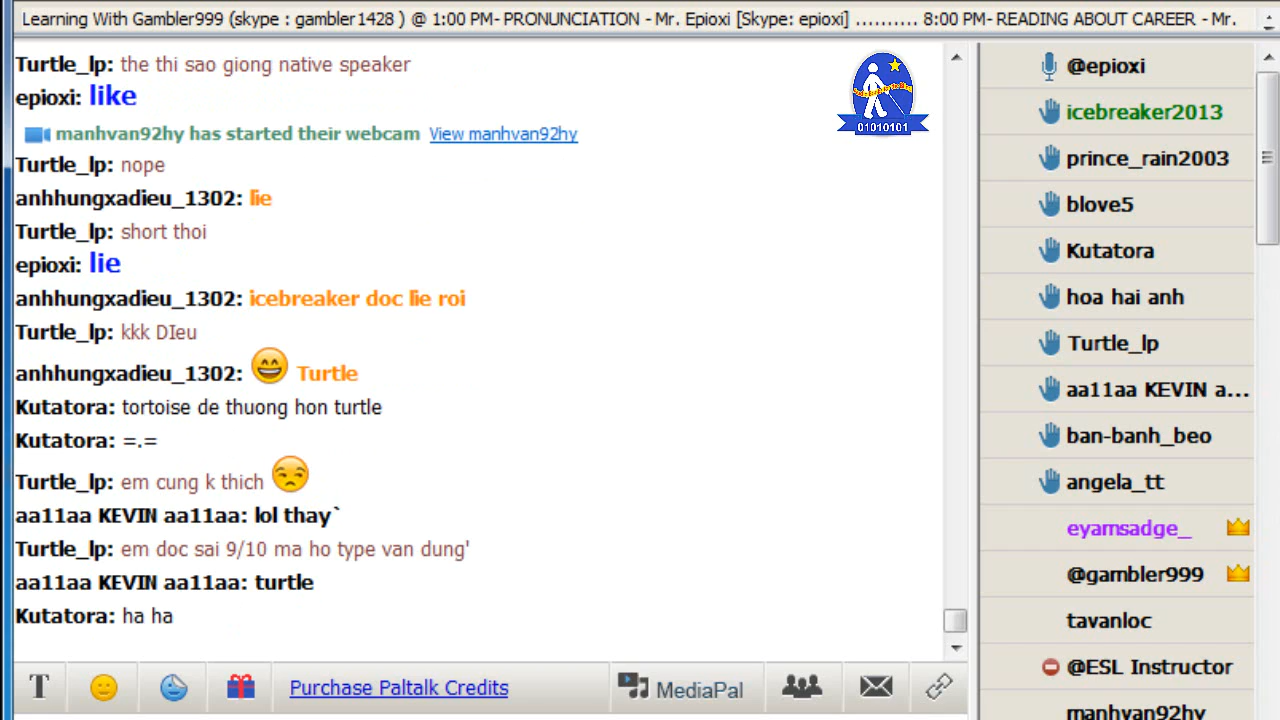 Learning With Gambler999 (skype : gambler1428 ) @ 1:00 PM- PRONUNCIATION - Mr. Epioxi [Skype: epioxi] .......... 8:00 PM- READING ABOUT CAREER - Mr.
Turtle_lp: the thi sao giong native speaker
epioxi: like
manhvan92hy has started their webcam View manhvan92hy
Turtle_lp: nope
anhhungxadieu_1302: lie
Turtle_lp: short thoi
epioxi: lie
anhhungxadieu_1302: icebreaker doc lie roi
Turtle_lp: kkk DIeu
anhhungxadieu_1302: Turtle
Kutatora: tortoise de thuong hon turtle
Kutatora: =.=
Turtle_lp: em cung k thich
aa11aa KEVIN aa11aa: lol thay`
Turtle_lp: em doc sai 9/10 ma ho type van dung'
aa11aa KEVIN aa11aa: turtle
Kutatora: ha ha
T
Purchase Paltalk Credits
MediaPal
01010101
@epioxi
icebreaker2013
prince_rain2003
blove5
Kutatora
hoa hai anh
Turtle_lp
aa11aa KEVIN a...
ban-banh_beo
angela_tt
eyamsadge_
@gambler999
tavanloc
@ESL Instructor
manhvan92hy